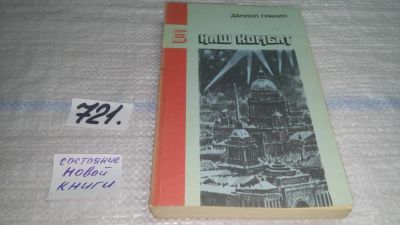 ДАНИИЛ ГРАНИН
НАШ КОМБАТ
721.
состояние
новой
книги